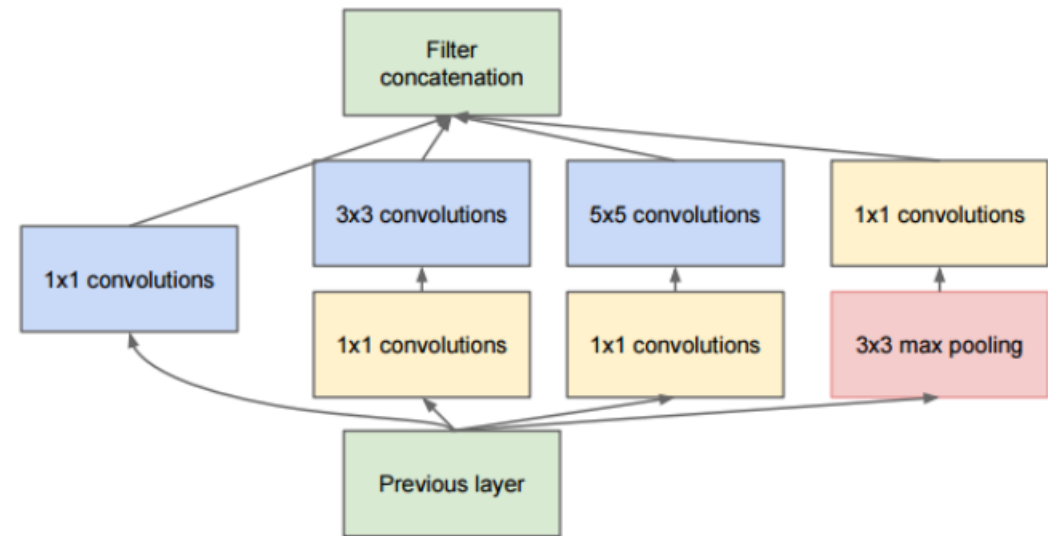 Filter
concatenation
3x3 convolutions
5x5 convolutions
1x1 convolutions
1x1 convolutions
1x1 convolutions
1x1 convolutions
3x3 max pooling
Previous layer